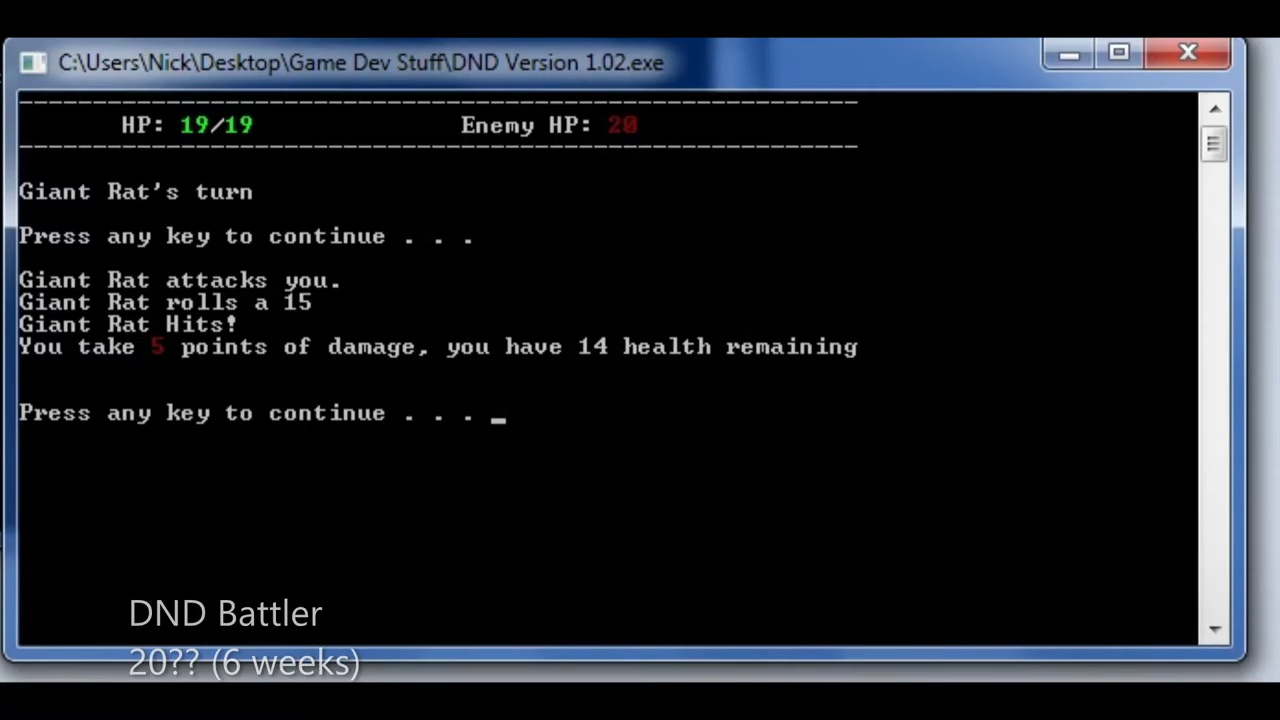 C:\Users\Nick\Desktop\Game Dev Stuff\DND Version 1.02.exe
HP: 19/19 Enemy HP: 20
Giant Rat's turn
Press any key to continue . . .
Giant Rat attacks you.
Giant Rat rolls a 15
Giant Rat Hits!
You take 5 points of damage, you have 14 health remaining
Press any key to continue . . . _
DND Battler
20?? (6 weeks)